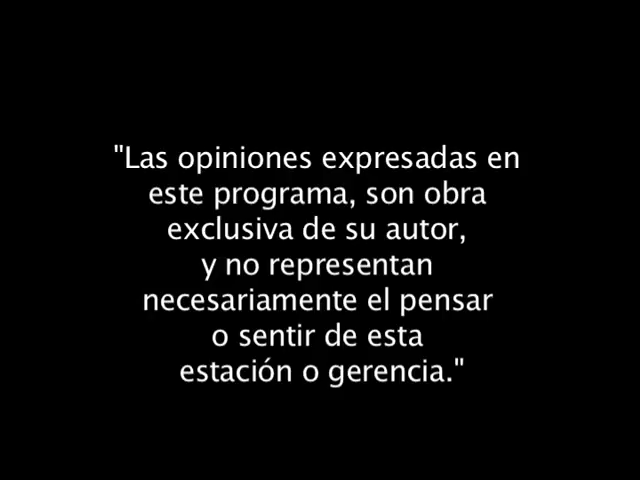 "Las opiniones expresadas en
este programa, son obra
exclusiva de su autor,
y no representan
necesariamente el pensar
o sentir de esta
estación o gerencia."